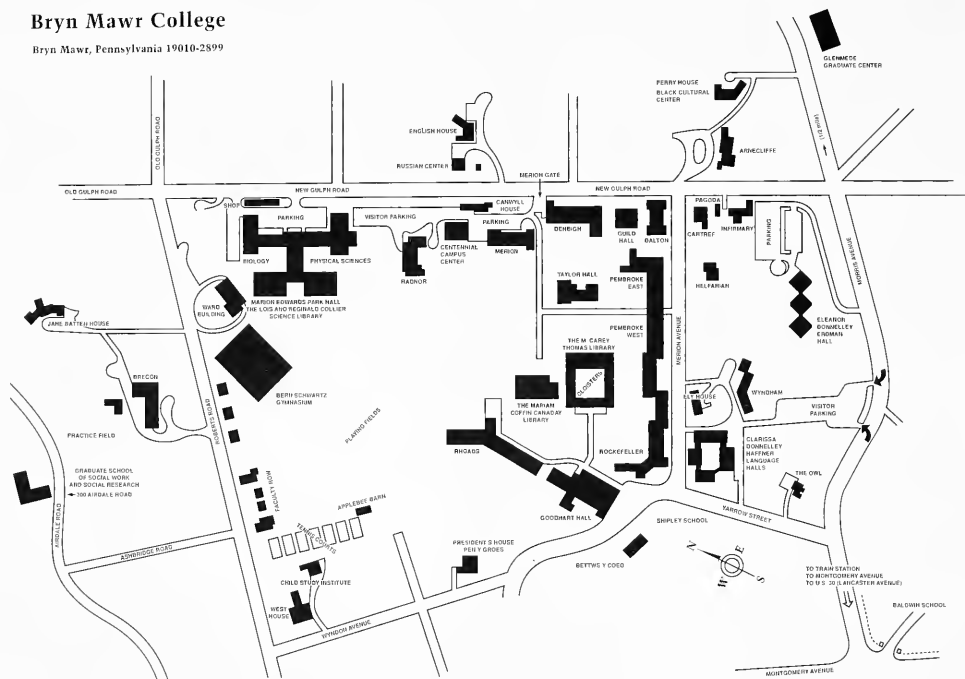 Bryn Mawr College
Bryn Mawr, Pennsylvania 19010-2899
GLENMEDE
GRADUATE CENTER
PERRY HOUSE
BLACK CULTURAL
CENTER
ENGLISH HOUSE
RUSSIAN CENTER
ARNECLIFFE
(1/2 MILE)
OLD GULPH ROAD
MERION GATE
OLD GULPH ROAD
NEW GULPH ROAD
NEW GULPH ROAD
SHOP
CANWYLL
HOUSE
PAGODA
PARKING
VISITOR PARKING
PARKING
DENBIGH
GUILD
HALL
DALTON
CARTREF
INFIRMARY
PARKING
MORRIS AVENUE
BIOLOGY
PHYSICAL SCIENCES
RADNOR
CENTENNIAL
CAMPUS
CENTER
MERION
TAYLOR HALL
PEMBROKE
EAST
HELFARIAN
MARION EDWARDS PARK HALL
THE LOIS AND REGINALD COLLIER
SCIENCE LIBRARY
WARD
BUILDING
JANE BATTEN HOUSE
PEMBROKE
WEST
MERION AVENUE
ELEANOR
DONNELLEY
ERDMAN
HALL
THE M. CAREY
THOMAS LIBRARY
CLOISTERS
BRECON
BERN SCHWARTZ
GYMNASIUM
THE MARIAM
COFFIN CANADAY
LIBRARY
ELY HOUSE
WYNDHAM
VISITOR
PARKING
ROBERTS ROAD
PLAYING FIELDS
PRACTICE FIELD
RHOADS
ROCKEFELLER
CLARISSA
DONNELLEY
HAFFNER
LANGUAGE
HALLS
GRADUATE SCHOOL
OF SOCIAL WORK
AND SOCIAL RESEARCH
300 AIRDALE ROAD
THE OWL
FACULTY ROW
APPLEBEE BARN
GOODHART HALL
YARROW STREET
SHIPLEY SCHOOL
AIRDALE ROAD
TENNIS COURTS
ASHBRIDGE ROAD
PRESIDENT'S HOUSE
PEN Y GROES
BETTWS Y COED
N
E
W
S
CHILD STUDY INSTITUTE
TO TRAIN STATION
TO MONTGOMERY AVENUE
TO U S 30 (LANCASTER AVENUE)
WEST
HOUSE
BALDWIN SCHOOL
WYNDON AVENUE
MONTGOMERY AVENUE